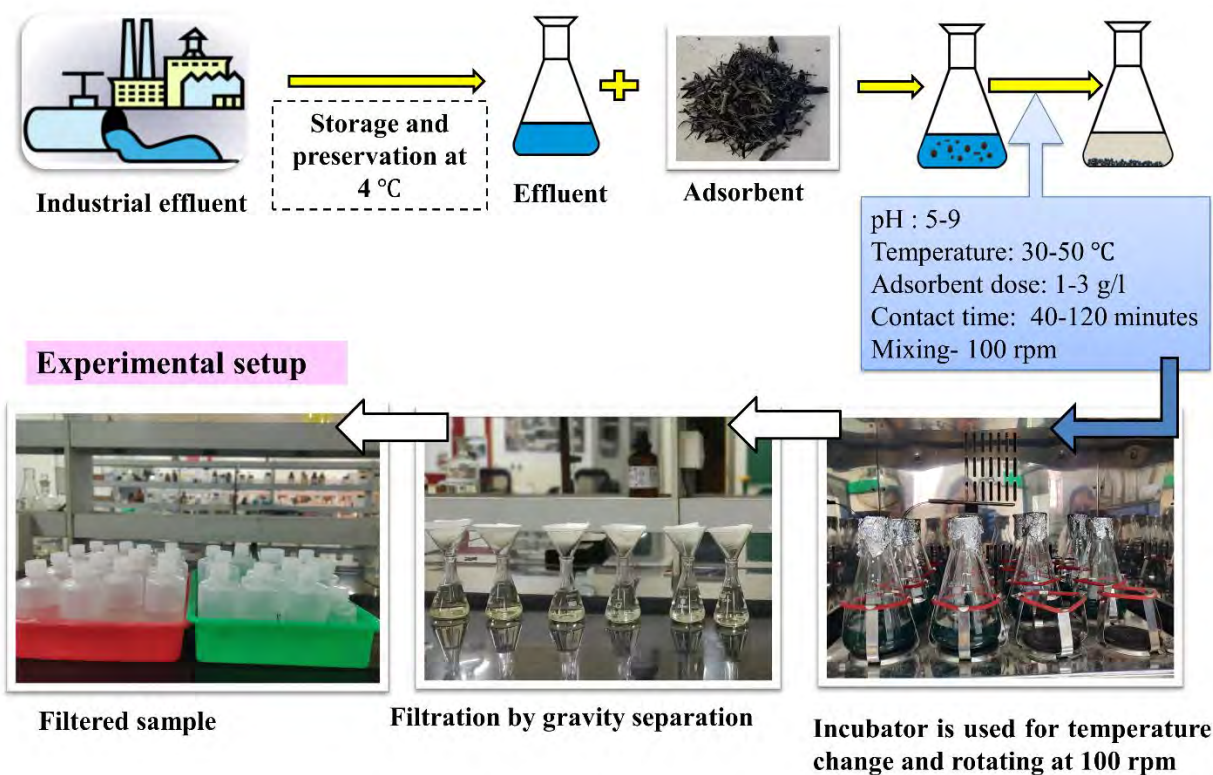 Industrial effluent
Storage and
preservation at
4 ℃
Effluent
Adsorbent
pH : 5-9
Temperature: 30-50 ℃
Adsorbent dose: 1-3 g/l
Contact time:  40-120 minutes
Mixing- 100 rpm
Experimental setup
Filtered sample
Filtration by gravity separation
Incubator is used for temperature
change and rotating at 100 rpm